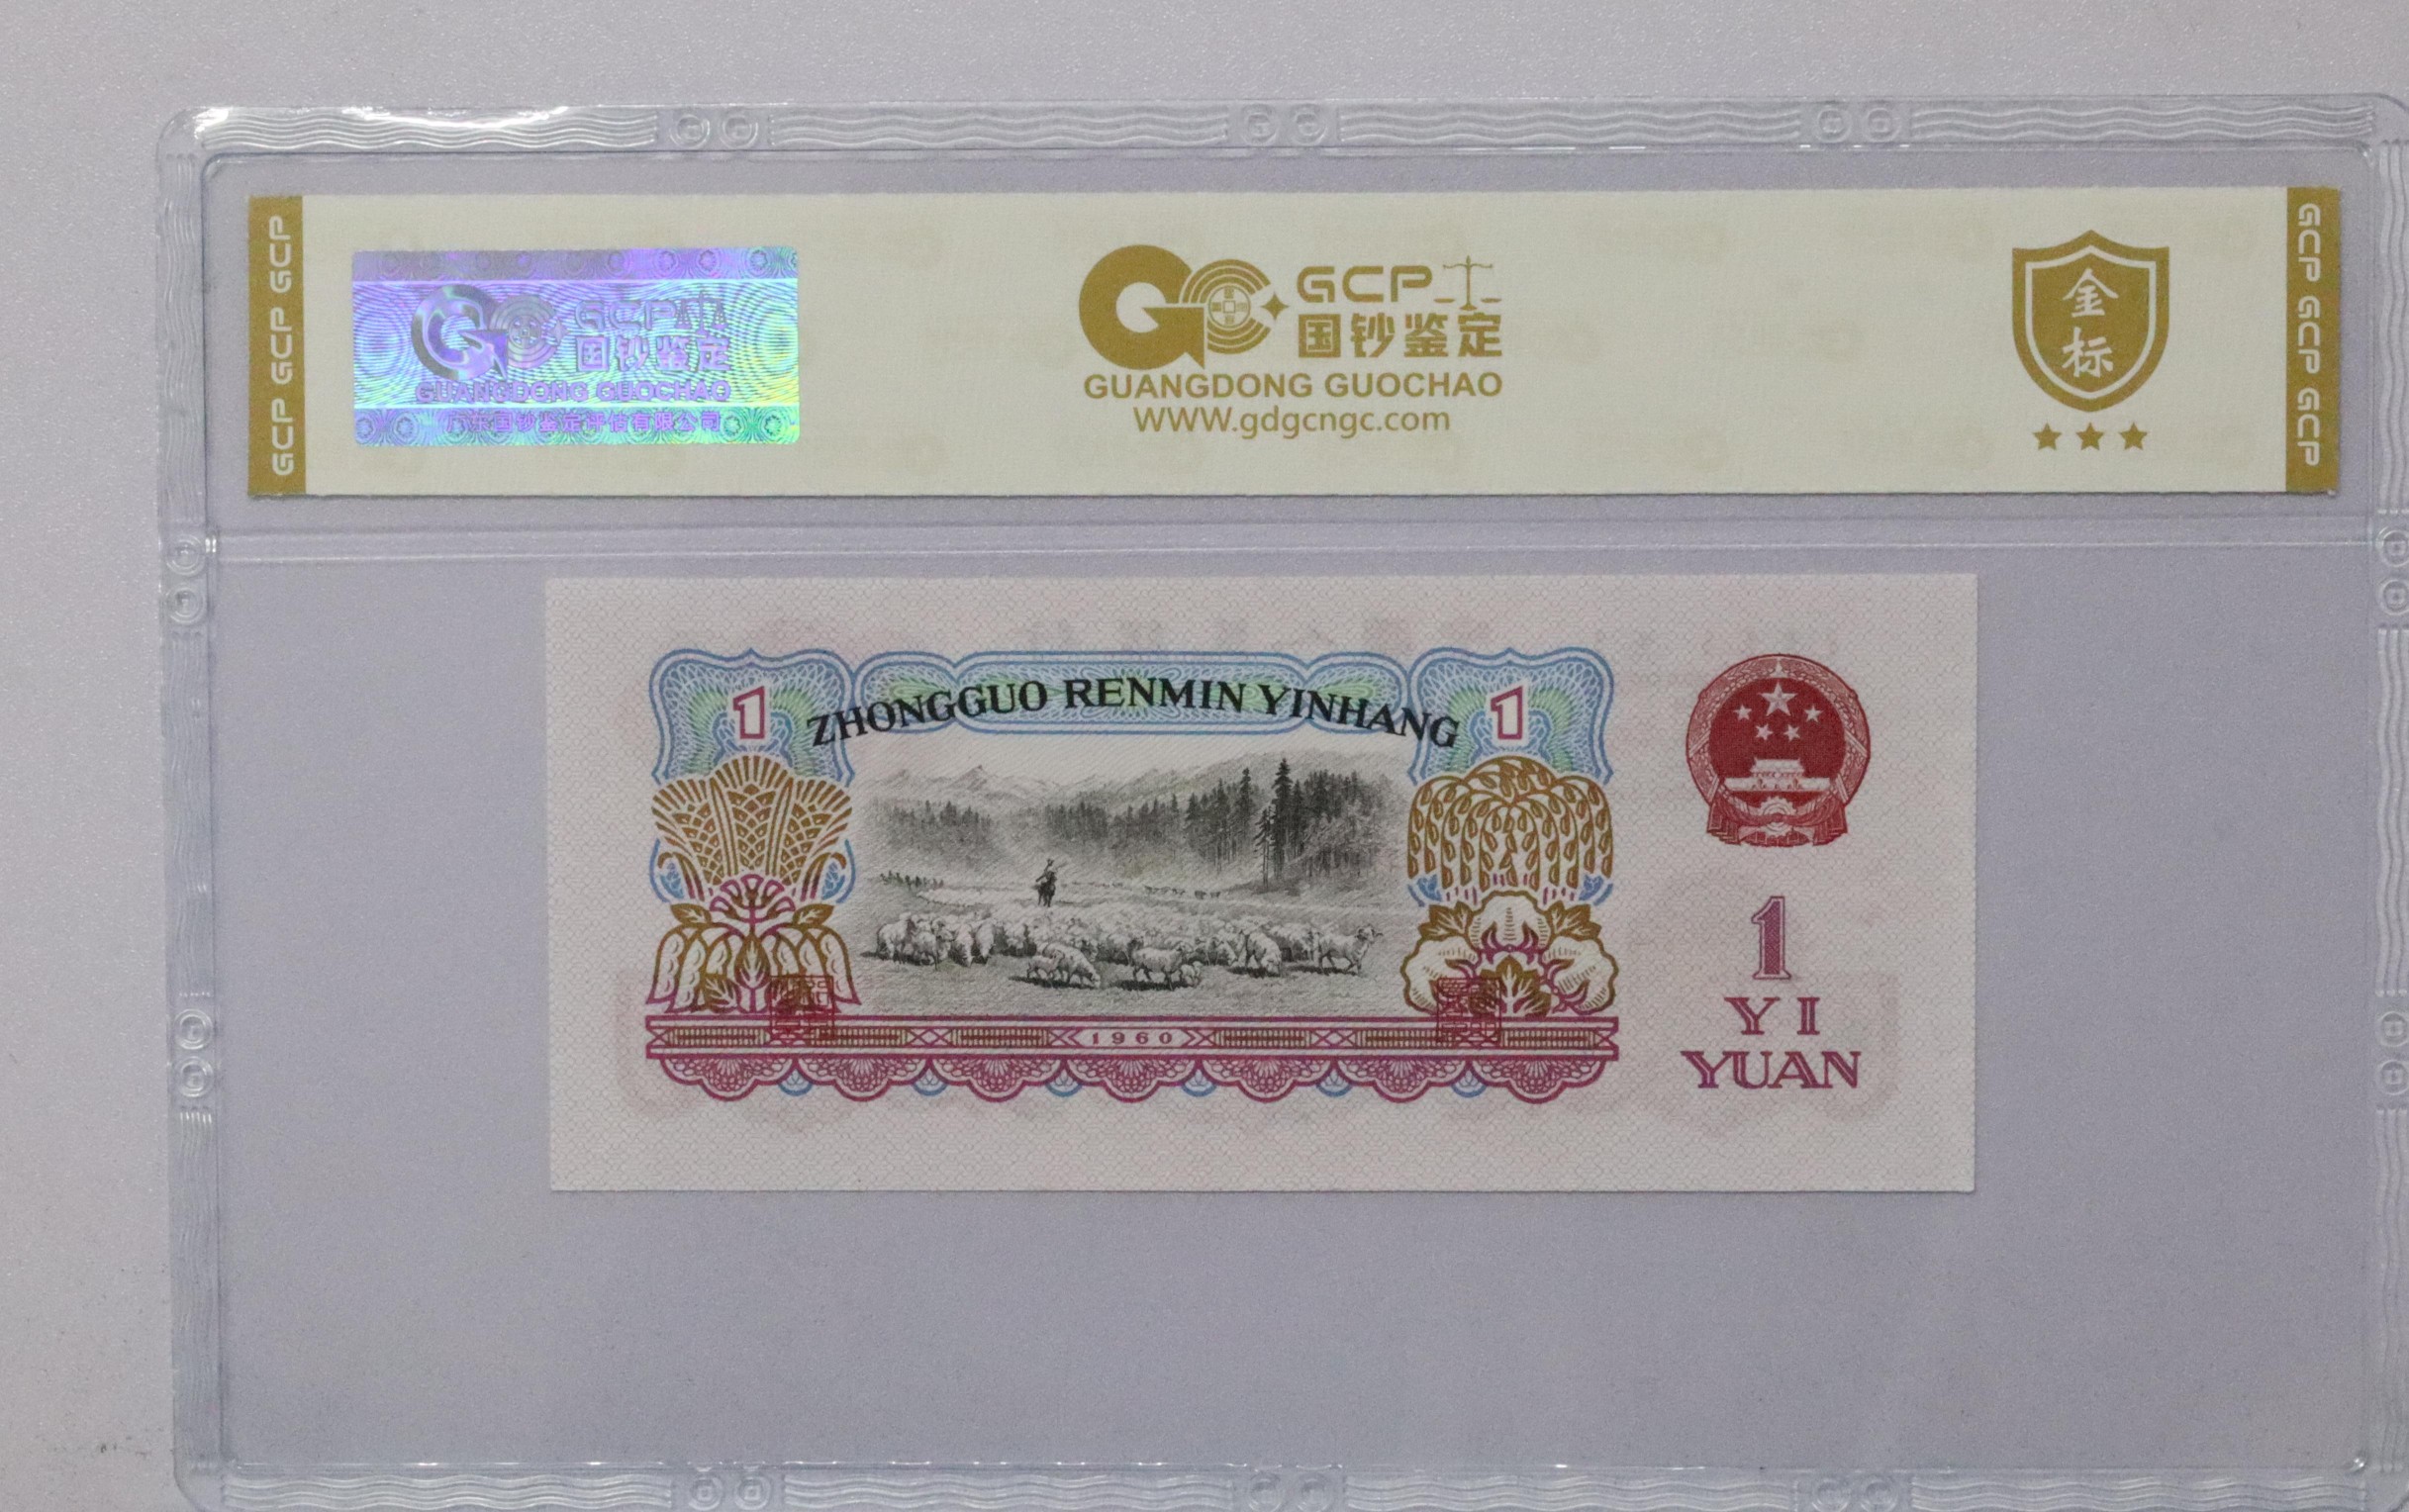 GCP GCP GCP
GCP
国钞鉴定
GUANGDONG GUOCHAO
广东国钞鉴定评估有限公司
GCP
国钞鉴定
GUANGDONG GUOCHAO
WWW.gdgcngc.com
金
标
GCP GCP GCP
1
ZHONGGUO RENMIN YINHANG
1
1960
1
YI
YUAN